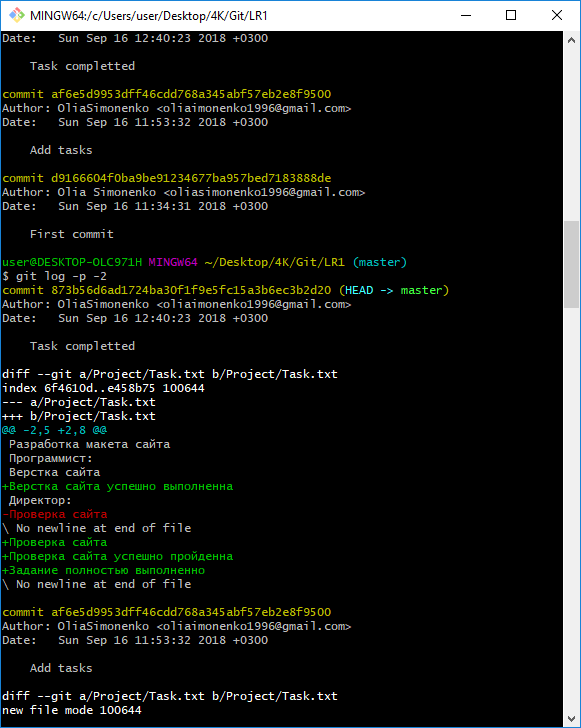 MINGW64:/c/Users/user/Desktop/4K/Git/LR1
Date:   Sun Sep 16 12:40:23 2018 +0300
Task completted
commit af6e5d9953dff46cdd768a345abf57eb2e8f9500
Author: OliaSimonenko <oliaimonenko1996@gmail.com>
Date:   Sun Sep 16 11:53:32 2018 +0300
Add tasks
commit d9166604f0ba9be91234677ba957bed7183888de
Author: Olia Simonenko <oliasimonenko1996@gmail.com>
Date:   Sun Sep 16 11:34:31 2018 +0300
First commit
user@DESKTOP-OLC971H MINGW64 ~/Desktop/4K/Git/LR1 (master)
$ git log -p -2
commit 873b56d6ad1724ba30f1f9e5fc15a3b6ec3b2d20 (HEAD -> master)
Author: OliaSimonenko <oliaimonenko1996@gmail.com>
Date:   Sun Sep 16 12:40:23 2018 +0300
Task completted
diff --git a/Project/Task.txt b/Project/Task.txt
index 6f4610d..e458b75 100644
--- a/Project/Task.txt
+++ b/Project/Task.txt
@@ -2,5 +2,8 @@
Разработка макета сайта
Программист:
Верстка сайта
+Верстка сайта успешно выполненна
Директор:
-Проверка сайта
\ No newline at end of file
+Проверка сайта
+Проверка сайта успешно пройденна
+Задание полностью выполненно
\ No newline at end of file
commit af6e5d9953dff46cdd768a345abf57eb2e8f9500
Author: OliaSimonenko <oliaimonenko1996@gmail.com>
Date:   Sun Sep 16 11:53:32 2018 +0300
Add tasks
diff --git a/Project/Task.txt b/Project/Task.txt
new file mode 100644